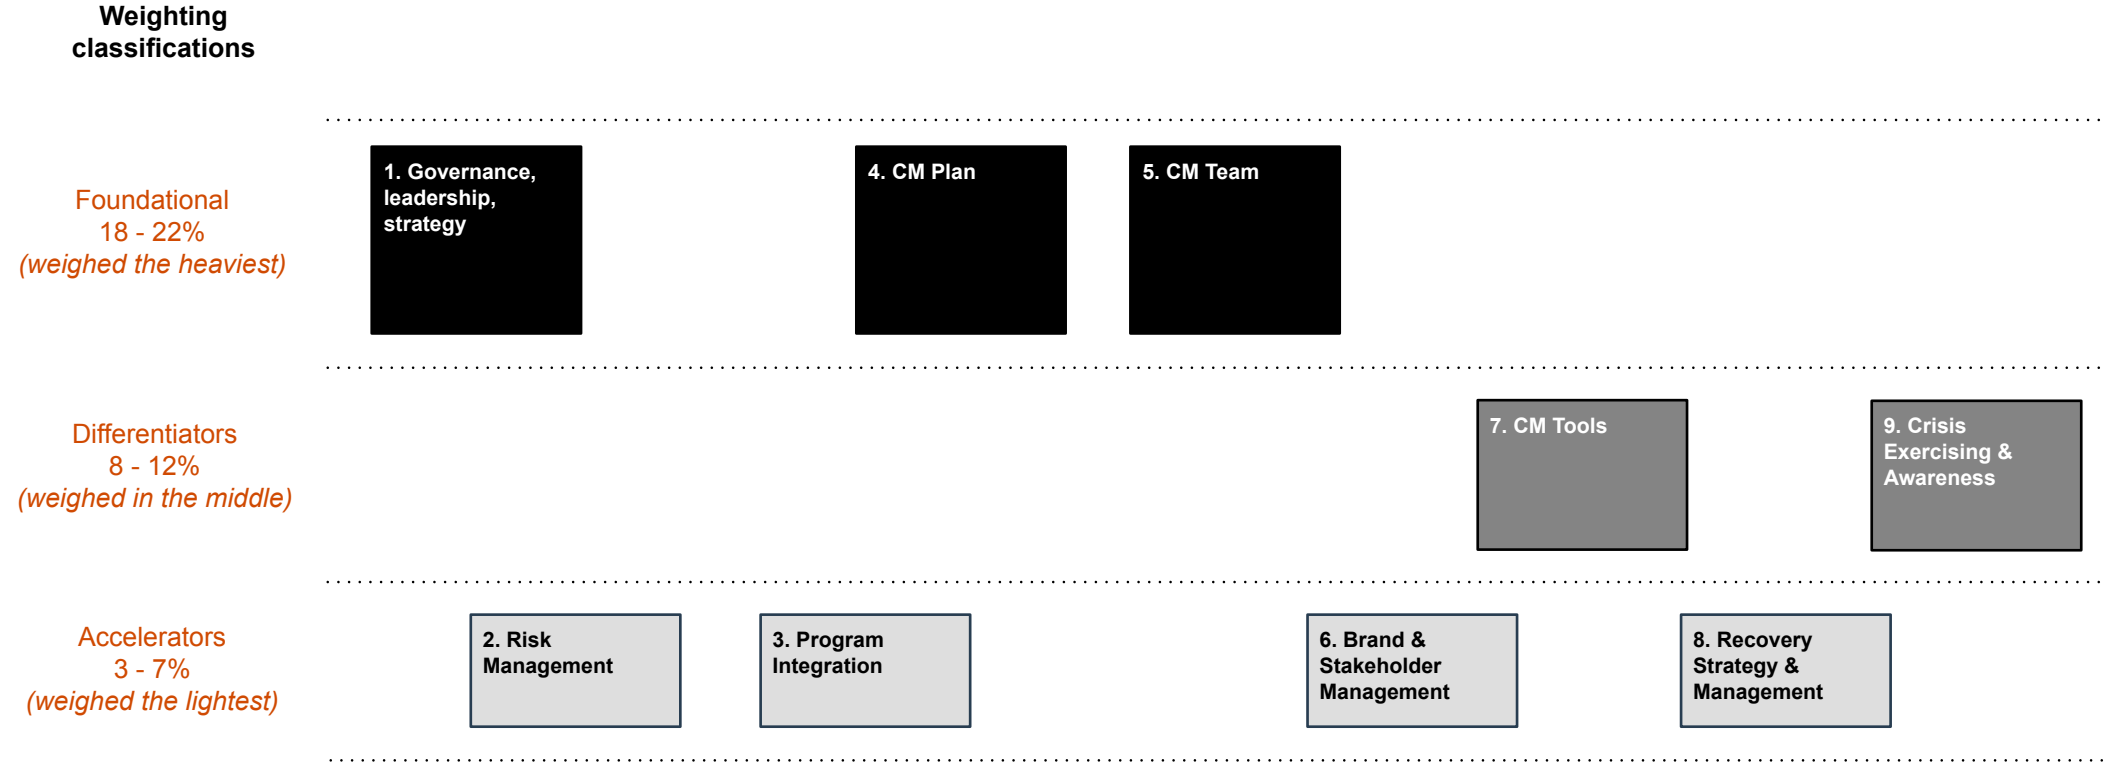 Weighting
classifications
Foundational
18 - 22%
(weighed the heaviest)
1. Governance,
leadership,
strategy
4. CM Plan
5. CM Team
Differentiators
8 - 12%
(weighed in the middle)
7. CM Tools
9. Crisis
Exercising &
Awareness
Accelerators
3 - 7%
(weighed the lightest)
2. Risk
Management
3. Program
Integration
6. Brand &
Stakeholder
Management
8. Recovery
Strategy &
Management